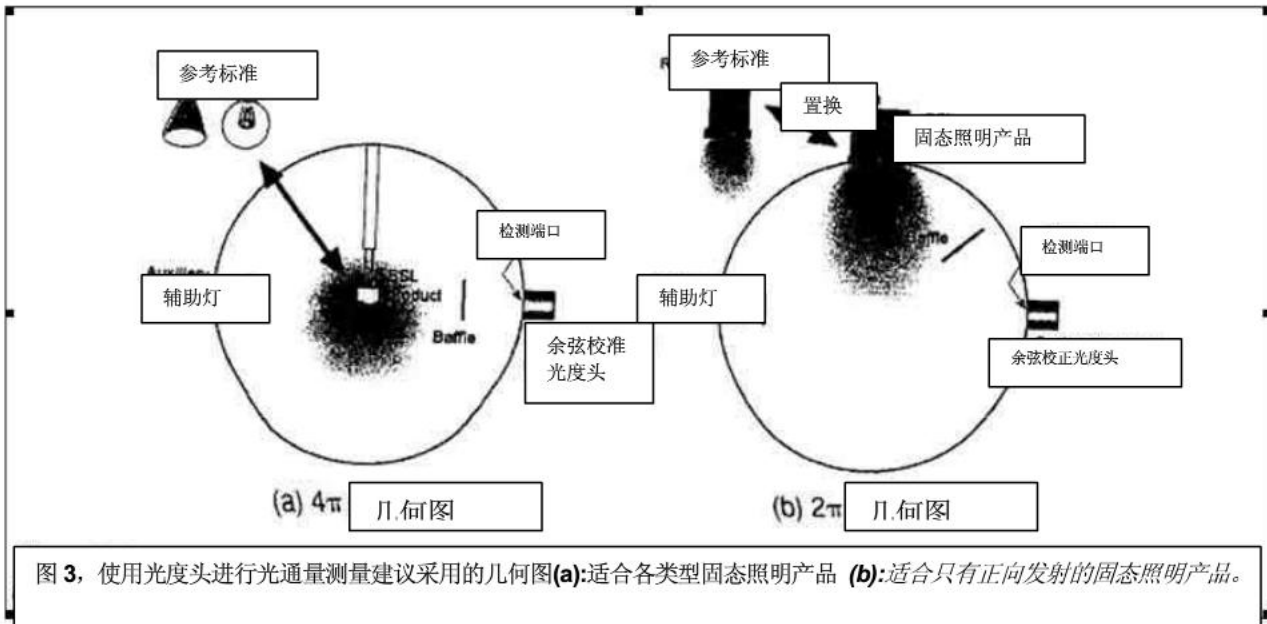 参考标准
检测端口
SSL
辅助灯
Baffle
余弦校准
光度头
(a) 4π 几何图
参考标准
置换
固态照明产品
检测端口
辅助灯
余弦校正光度头
(b) 2π 几何图
图 3，使用光度头进行光通量测量建议采用的几何图(a):适合各类型固态照明产品 (b):适合只有正向发射的固态照明产品。